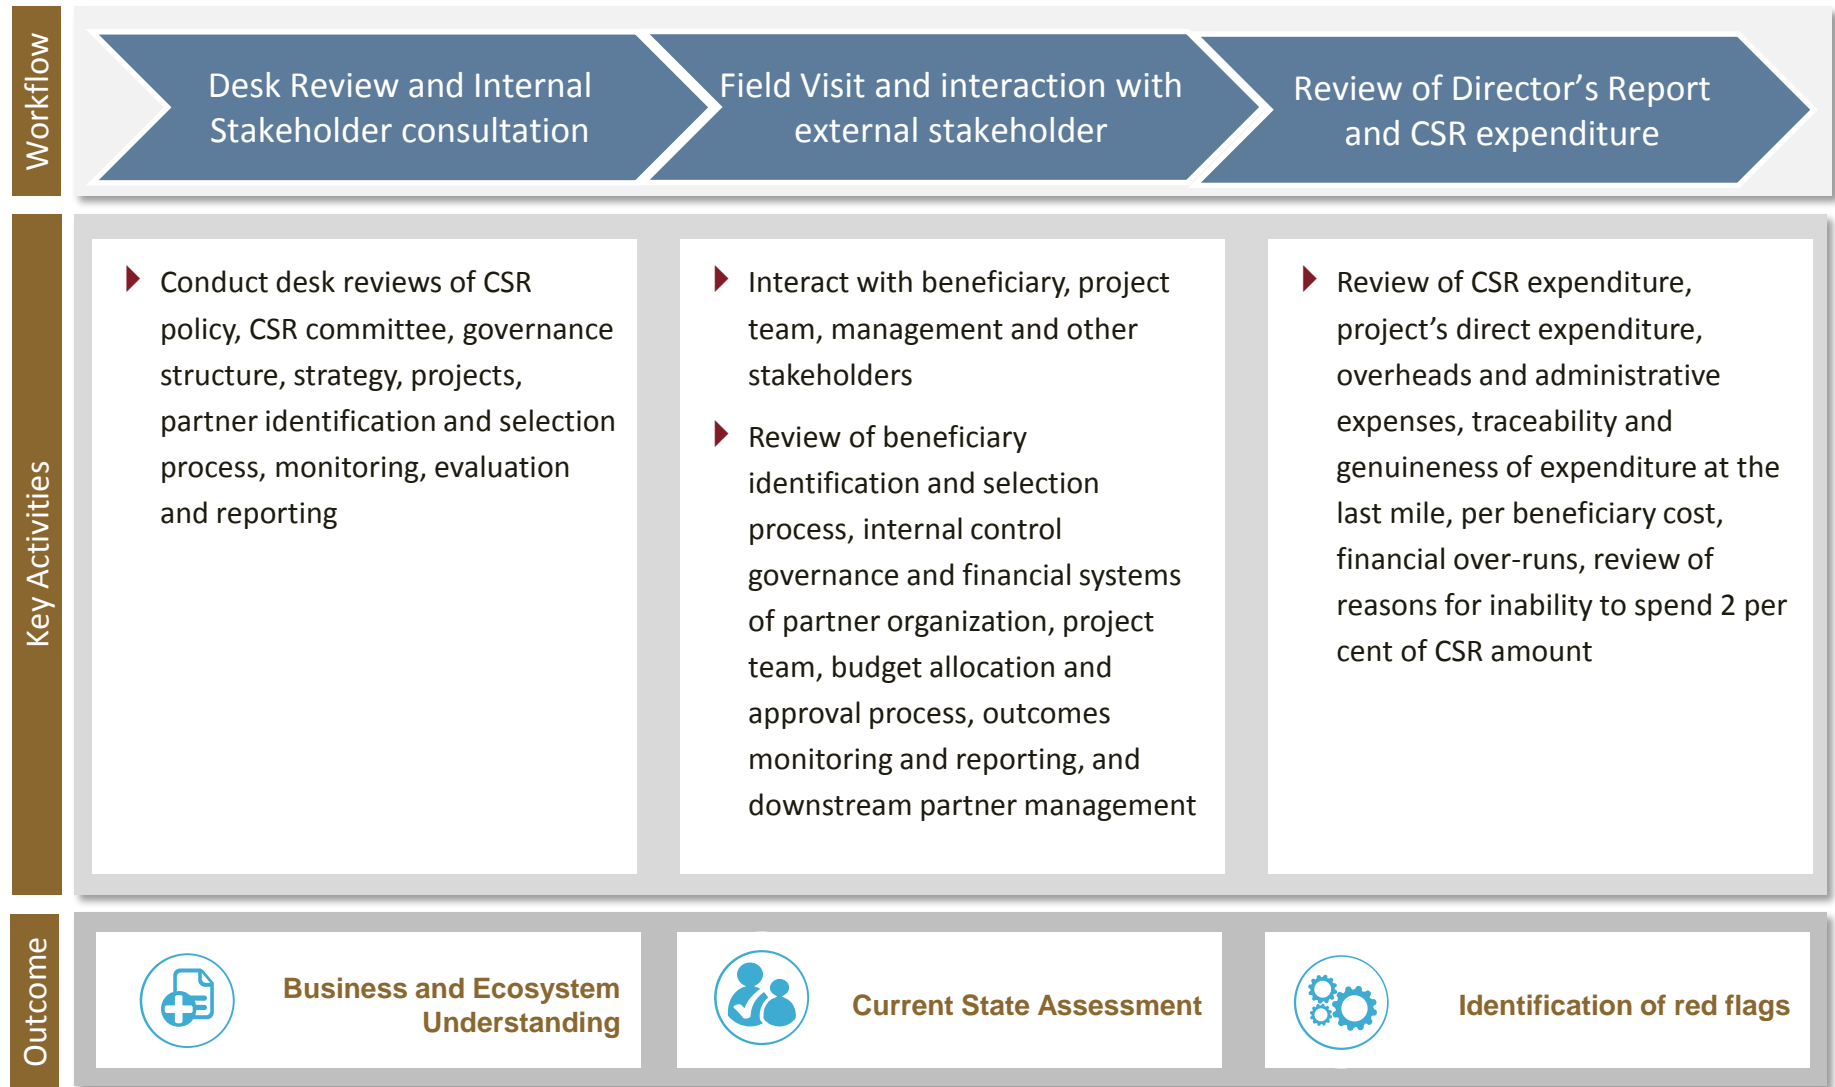 Workflow
Desk Review and Internal
Stakeholder consultation
Field Visit and interaction with
external stakeholder
Review of Director’s Report
and CSR expenditure
Key Activities
Conduct desk reviews of CSR
policy, CSR committee, governance
structure, strategy, projects,
partner identification and selection
process, monitoring, evaluation
and reporting
Interact with beneficiary, project
team, management and other
stakeholders
Review of beneficiary
identification and selection
process, internal control
governance and financial systems
of partner organization, project
team, budget allocation and
approval process, outcomes
monitoring and reporting, and
downstream partner management
Review of CSR expenditure,
project’s direct expenditure,
overheads and administrative
expenses, traceability and
genuineness of expenditure at the
last mile, per beneficiary cost,
financial over-runs, review of
reasons for inability to spend 2 per
cent of CSR amount
Outcome
Business and Ecosystem
Understanding
Current State Assessment
Identification of red flags